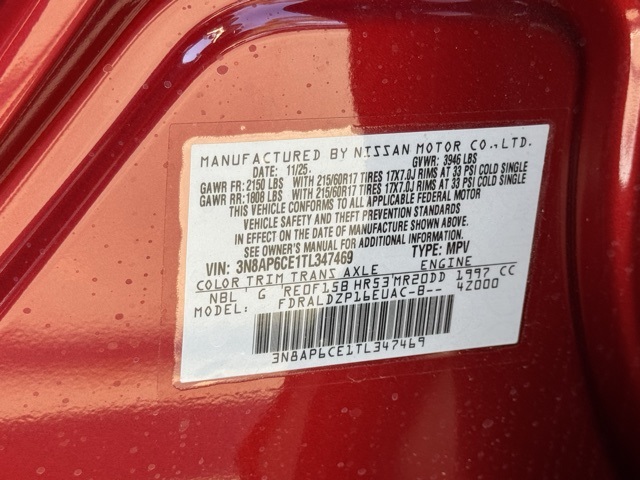 MANUFACTURED BY NISSAN MOTOR CO.,LTD.
DATE: 11/25. GVWR: 3946 LBS
GAWR FR: 2150 LBS WITH 215/60R17 TIRES 17X7.0J RIMS AT 33 PSI COLD SINGLE
GAWR RR: 1808 LBS WITH 215/60R17 TIRES 17X7.0J RIMS AT 33 PSI COLD SINGLE
THIS VEHICLE CONFORMS TO ALL APPLICABLE FEDERAL MOTOR
VEHICLE SAFETY AND THEFT PREVENTION STANDARDS
IN EFFECT ON THE DATE OF MANUFACTURE SHOWN ABOVE.
SEE OWNER'S MANUAL FOR ADDITIONAL INFORMATION
VIN: 3N8AP6CE1TL347469 TYPE: MPV
COLOR TRIM TRANS AXLE ENGINE
NBL G RE0F15B HR53 MR20DD 1997 CC
MODEL: FDRALDZP16EUAC-B-- 4Z000
3N8AP6CE1TL347469